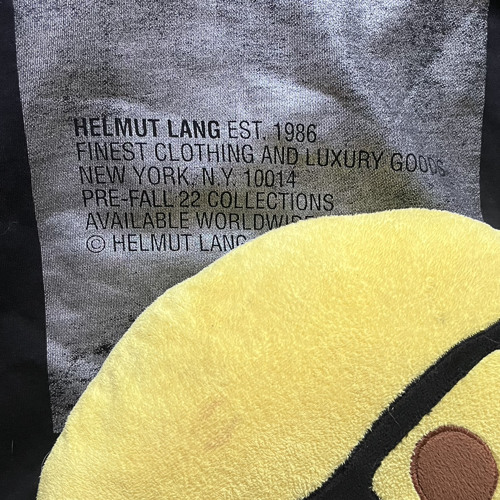 HELMUT LANG EST. 1986
FINEST CLOTHING AND LUXURY GOODS
NEW YORK, N.Y. 10014
PRE-FALL 22 COLLECTIONS
AVAILABLE WORLDWIDE
© HELMUT LANG